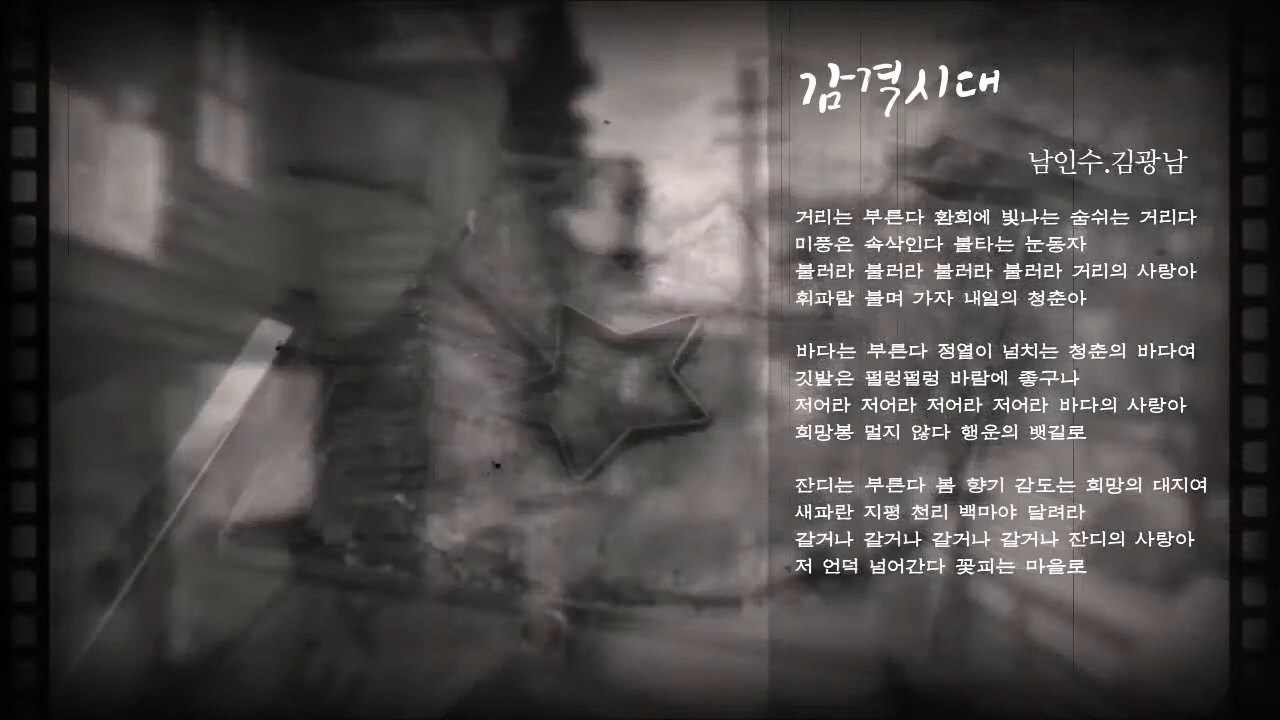 감격시대
남인수.김광남
거리는 부른다 환희에 빛나는 숨쉬는 거리다
미풍은 속삭인다 불타는 눈동자
불러라 불러라 불러라 불러라 거리의 사랑아
휘파람 불며 가자 내일의 청춘아
바다는 부른다 정열이 넘치는 청춘의 바다여
깃발은 펄렁펄렁 바람에 좋구나
저어라 저어라 저어라 저어라 바다의 사랑아
희망봉 멀지 않다 행운의 뱃길로
잔디는 부른다 봄 향기 감도는 희망의 대지여
새파란 지평 천리 백마야 달려라
갈거나 갈거나 갈거나 갈거나 잔디의 사랑아
저 언덕 넘어간다 꽃피는 마을로